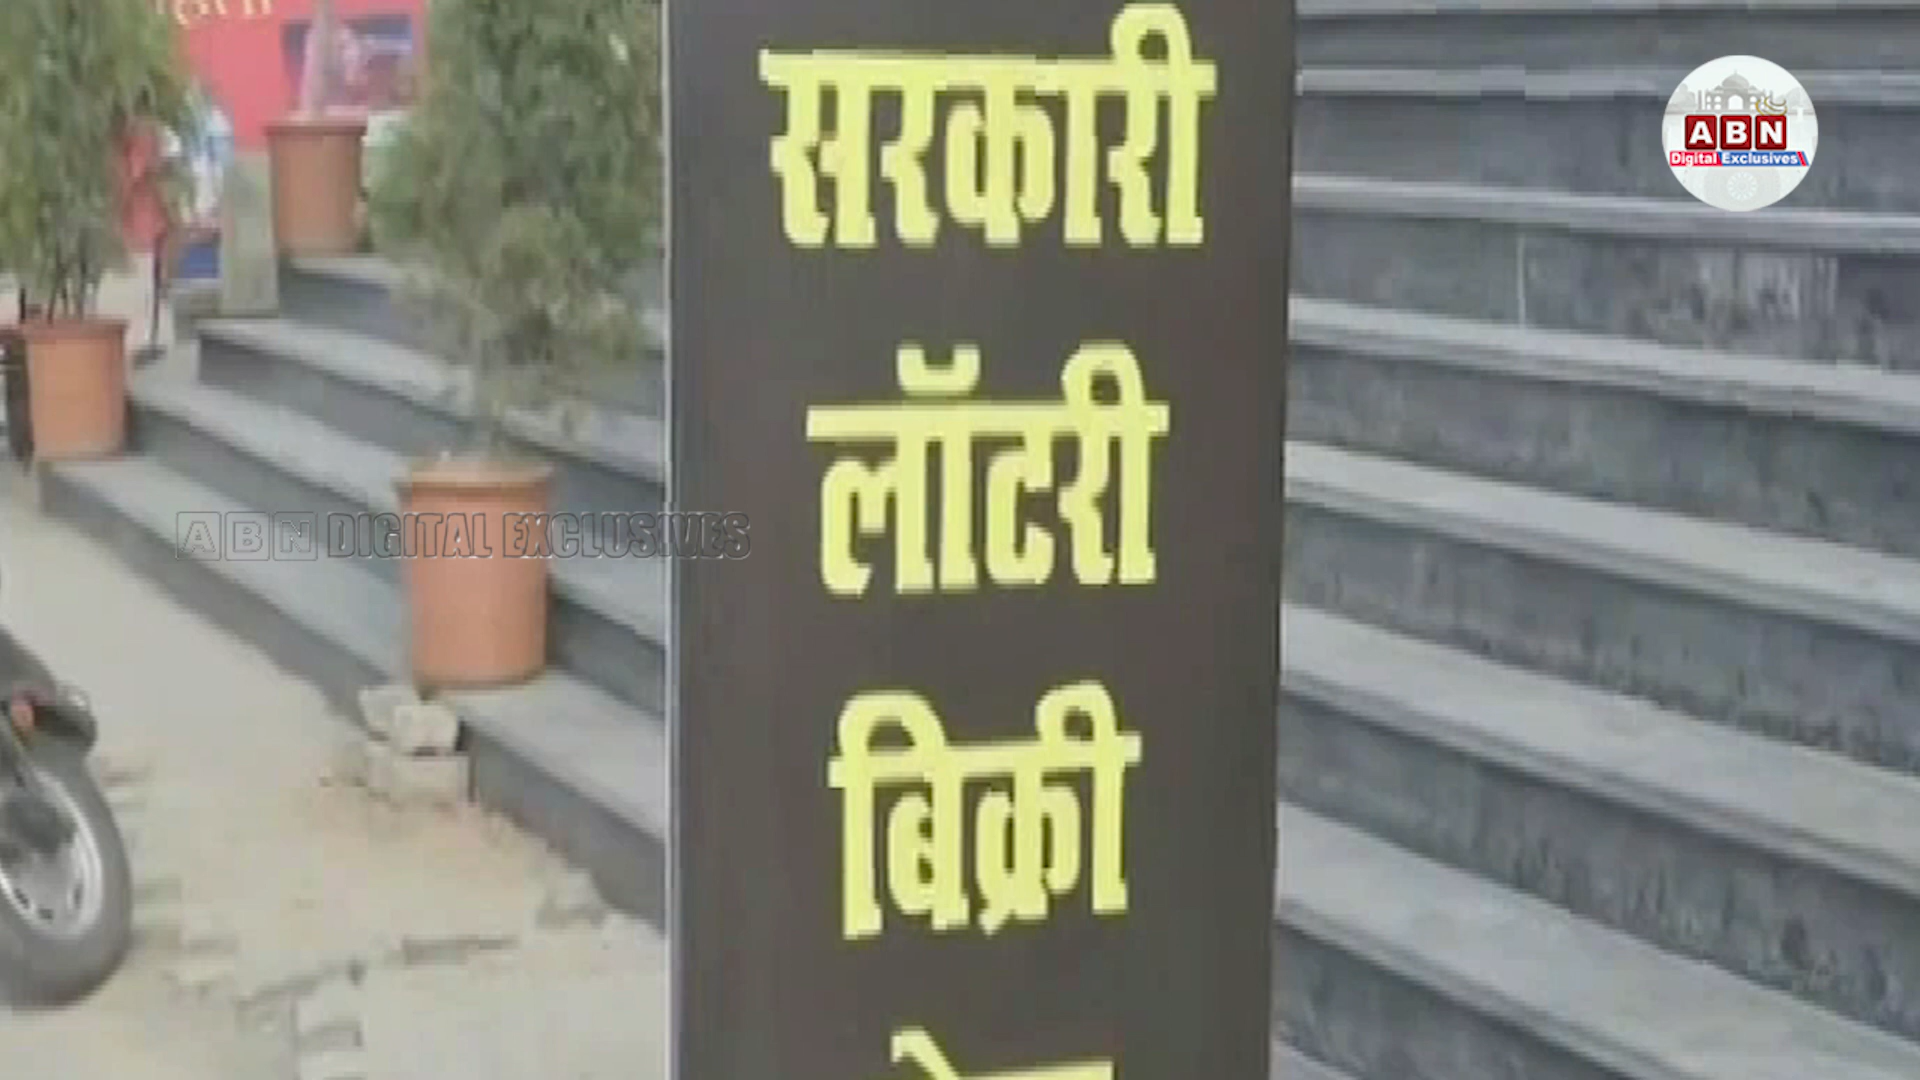 सरकारी
ABN
Digital Exclusives
लॉटरी
ABN DIGITAL EXCLUSIVES
बिक्री